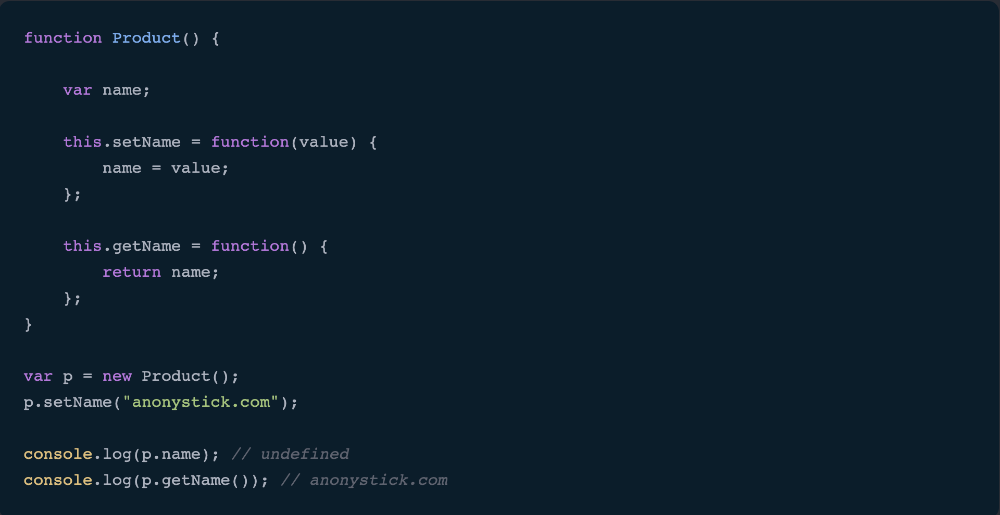 function Product() {
    var name;
    this.setName = function(value) {
        name = value;
    };
    this.getName = function() {
        return name;
    };
}
var p = new Product();
p.setName("anonystick.com");
console.log(p.name); // undefined
console.log(p.getName()); // anonystick.com